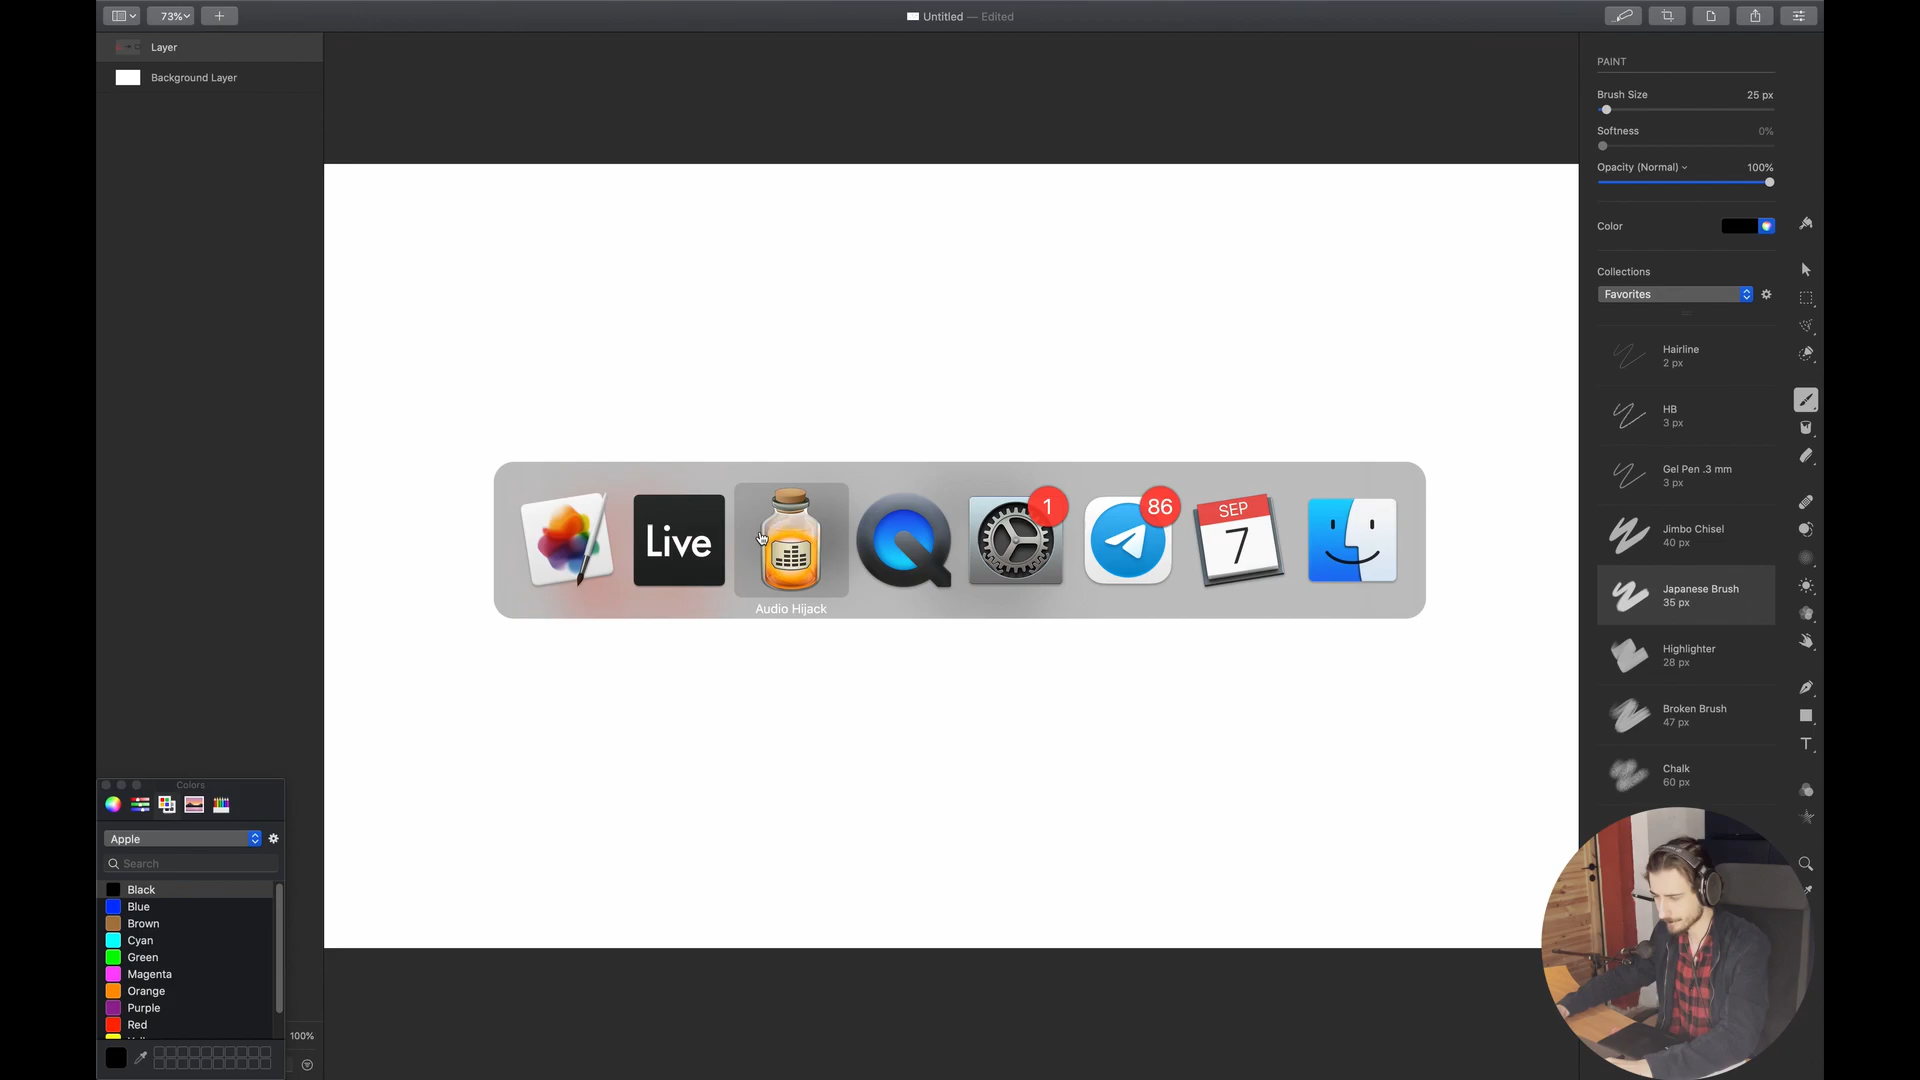 73%
Untitled — Edited
Layer
Background Layer
PAINT
Brush Size 25 px
Softness 0%
Opacity (Normal) 100%
Color
Collections
Favorites
Hairline
2 px
HB
3 px
Gel Pen .3 mm
3 px
Jimbo Chisel
40 px
Japanese Brush
35 px
Highlighter
28 px
Broken Brush
47 px
Chalk
60 px
T
Live
1
86
SEP
7
Audio Hijack
Colors
Apple
Search
Black
Blue
Brown
Cyan
Green
Magenta
Orange
Purple
Red
100%